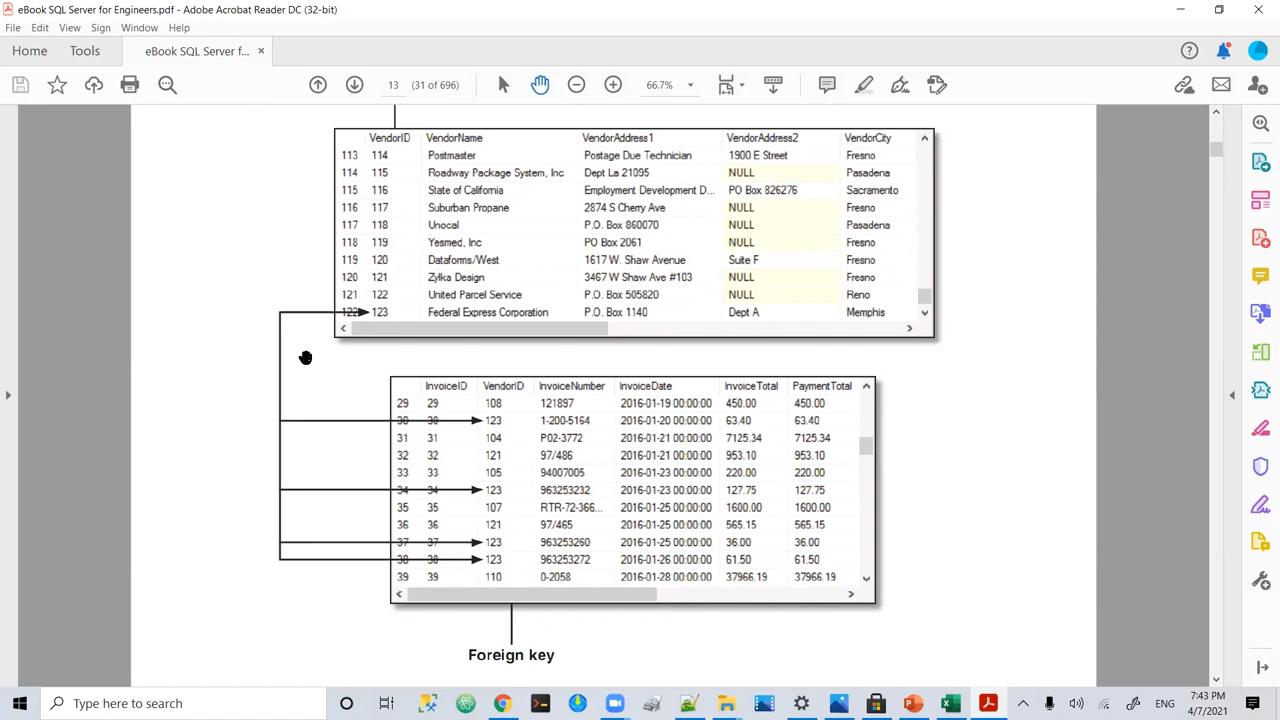 eBook SQL Server for Engineers.pdf - Adobe Acrobat Reader DC (32-bit)
File Edit View Sign Window Help
Home Tools eBook SQL Server f... ×
13 (31 of 696) 66.7%
VendorID VendorName VendorAddress1 VendorAddress2 VendorCity
113 114 Postmaster Postage Due Technician 1900 E Street Fresno
114 115 Roadway Package System, Inc Dept La 21095 NULL Pasadena
115 116 State of California Employment Development D... PO Box 826276 Sacramento
116 117 Suburban Propane 2874 S Cherry Ave NULL Fresno
117 118 Unocal P.O. Box 860070 NULL Pasadena
118 119 Yesmed, Inc PO Box 2061 NULL Fresno
119 120 Dataforms/West 1617 W. Shaw Avenue Suite F Fresno
120 121 Zylka Design 3467 W Shaw Ave #103 NULL Fresno
121 122 United Parcel Service P.O. Box 505820 NULL Reno
122 123 Federal Express Corporation P.O. Box 1140 Dept A Memphis
InvoiceID VendorID InvoiceNumber InvoiceDate InvoiceTotal PaymentTotal
29 29 108 121897 2016-01-19 00:00:00 450.00 450.00
30 30 123 1-200-5164 2016-01-20 00:00:00 63.40 63.40
31 31 104 P02-3772 2016-01-21 00:00:00 7125.34 7125.34
32 32 121 97/486 2016-01-21 00:00:00 953.10 953.10
33 33 105 94007005 2016-01-23 00:00:00 220.00 220.00
34 34 123 963253232 2016-01-23 00:00:00 127.75 127.75
35 35 107 RTR-72-366... 2016-01-25 00:00:00 1600.00 1600.00
36 36 121 97/465 2016-01-25 00:00:00 565.15 565.15
37 37 123 963253260 2016-01-25 00:00:00 36.00 36.00
38 38 123 963253272 2016-01-26 00:00:00 61.50 61.50
39 39 110 0-2058 2016-01-28 00:00:00 37966.19 37966.19
Foreign key
Type here to search
ENG
7:43 PM
4/7/2021